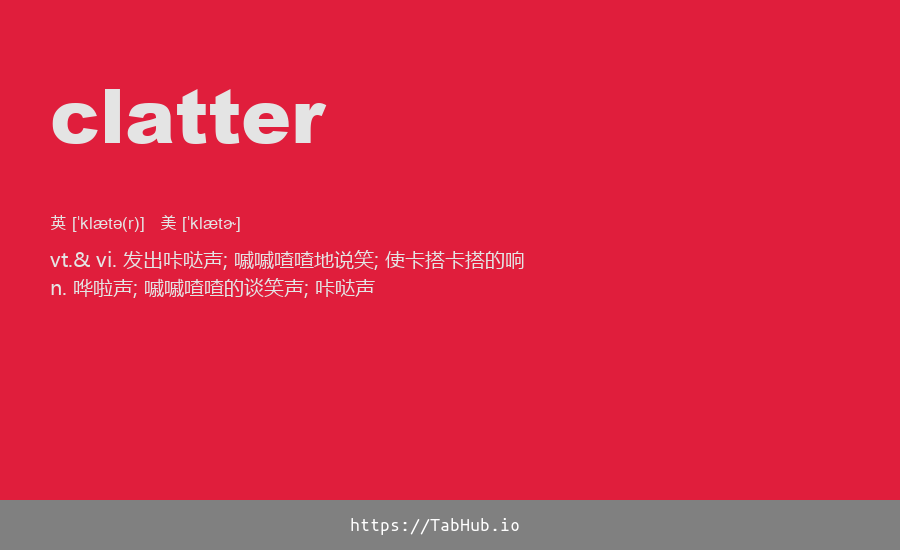 clatter
英 [ˈklætə(r)] 美 [ˈklætɚ]
vt.& vi. 发出咔哒声; 嘁嘁喳喳地说笑; 使卡搭卡搭的响
n. 哗啦声; 嘁嘁喳喳的谈笑声; 咔哒声
https://TabHub.io